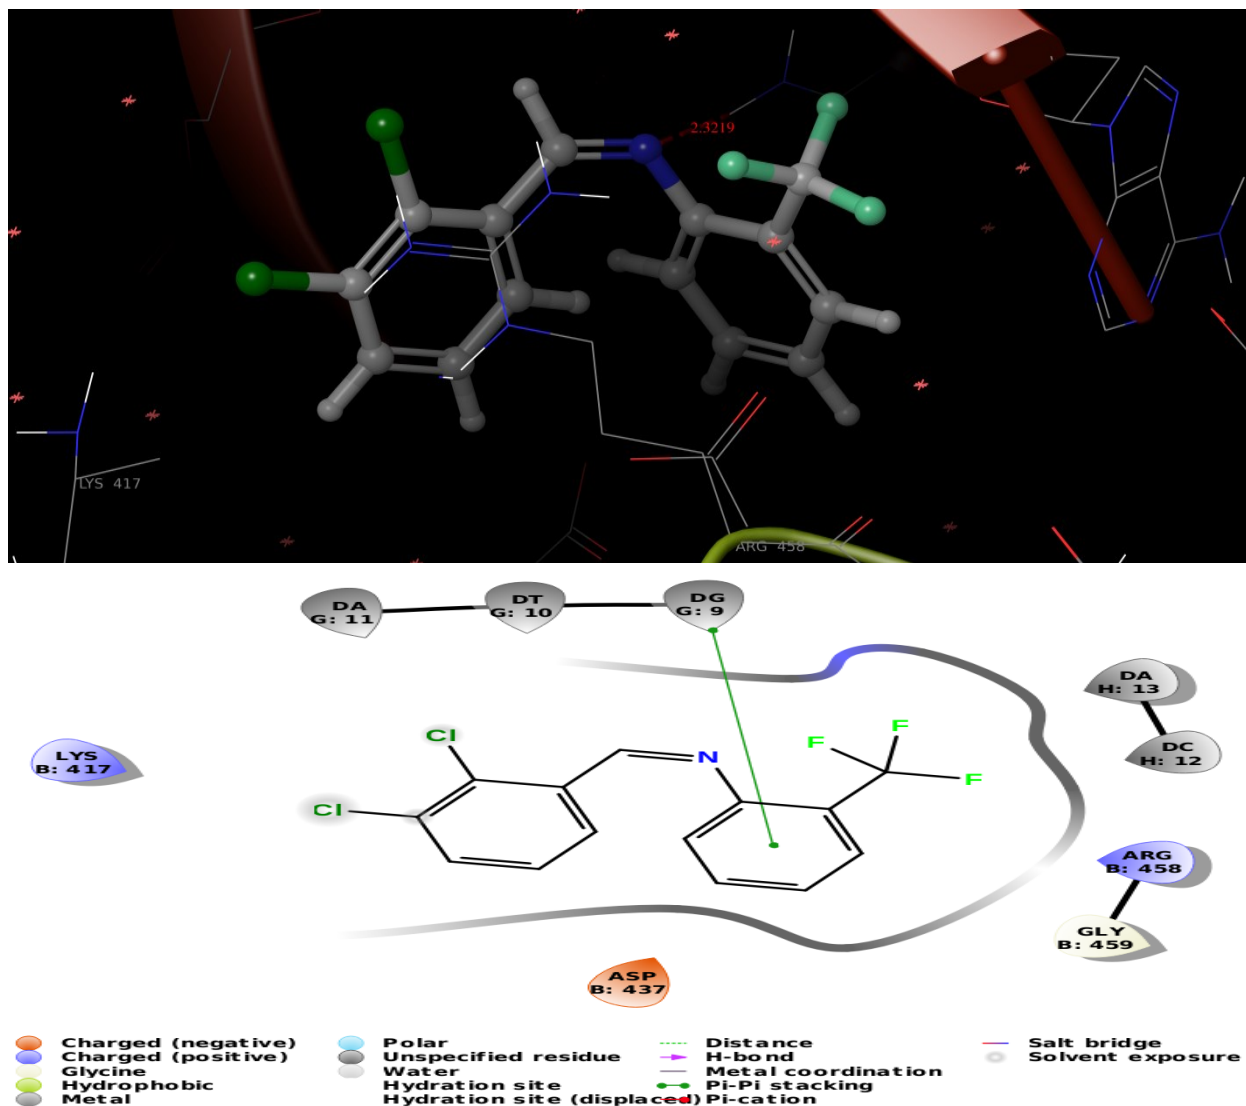 2.3219
LYS 417
ARG 458
DA
G: 11
DT
G: 10
DG
G: 9
DA
H: 13
DC
H: 12
LYS
B: 417
Cl
Cl
N
F
F
F
ARG
B: 458
GLY
B: 459
ASP
B: 437
Charged (negative)
Charged (positive)
Glycine
Hydrophobic
Metal
Polar
Unspecified residue
Water
Hydration site
Hydration site (displaced)
Distance
H-bond
Metal coordination
Pi-Pi stacking
Pi-cation
Salt bridge
Solvent exposure